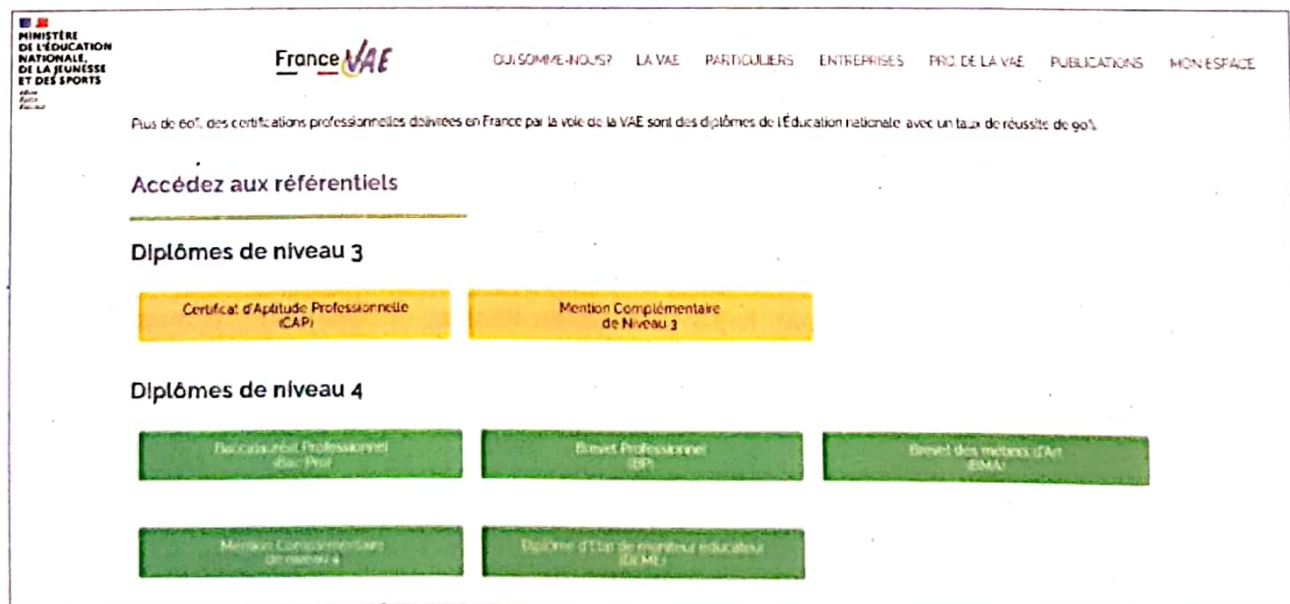 MINISTÈRE
DE L'ÉDUCATION
NATIONALE,
DE LA JEUNESSE
ET DES SPORTS
France VAE
QUI SOMME-NOUS? LA VAE PARTICULIERS ENTREPRISES PRO. DE LA VAE PUBLICATIONS MON ESPACE
Plus de 60% des certifications professionnelles délivrées en France par la voie de la VAE sont des diplômes de l'Éducation nationale avec un taux de réussite de 90%
Accédez aux référentiels
Diplômes de niveau 3
Certificat d'Aptitude Professionnelle
(CAP)
Mention Complémentaire
de Niveau 3
Diplômes de niveau 4
Baccalauréat Professionnel
(Bac Pro)
Brevet Professionnel
(BP)
Brevet des métiers d'Art
(BMA)
Mention Complémentaire
de niveau 4
Diplôme d'État de moniteur éducateur
(DEME)